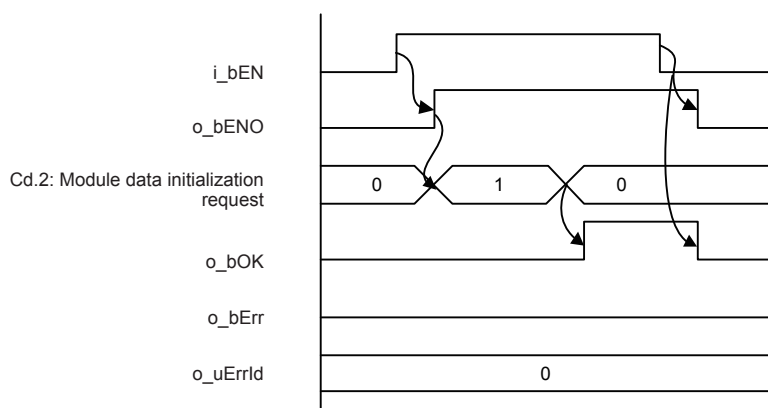 i_bEN
o_bENO
Cd.2: Module data initialization
request
0 1 0
o_bOK
o_bErr
o_uErrId
0